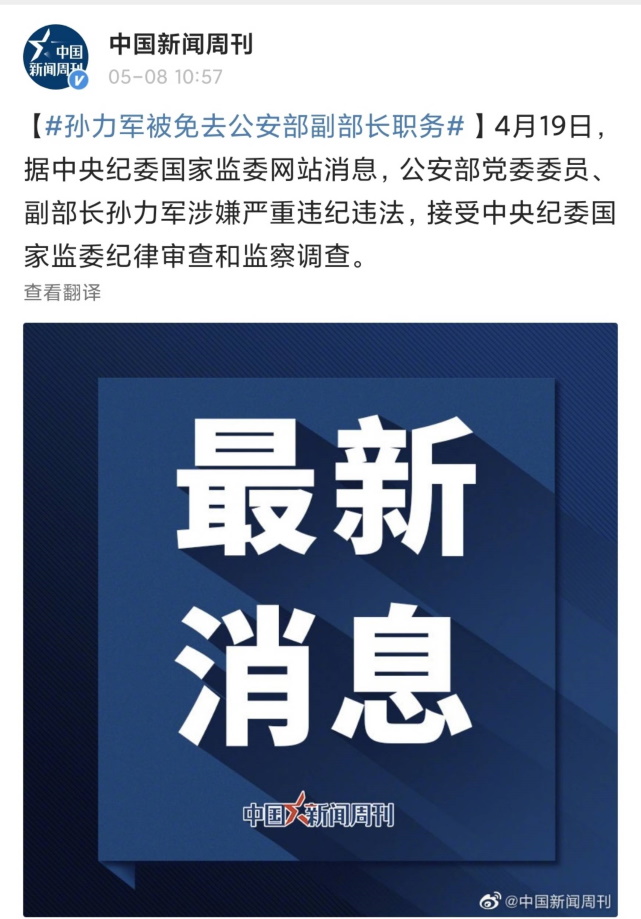 中国
新闻周刊
中国新闻周刊
05-08 10:57
【#孙力军被免去公安部副部长职务# 】4月19日，
据中央纪委国家监委网站消息，公安部党委委员、
副部长孙力军涉嫌严重违纪违法，接受中央纪委国
家监委纪律审查和监察调查。
查看翻译
最新
消息
中国新闻周刊
@中国新闻周刊